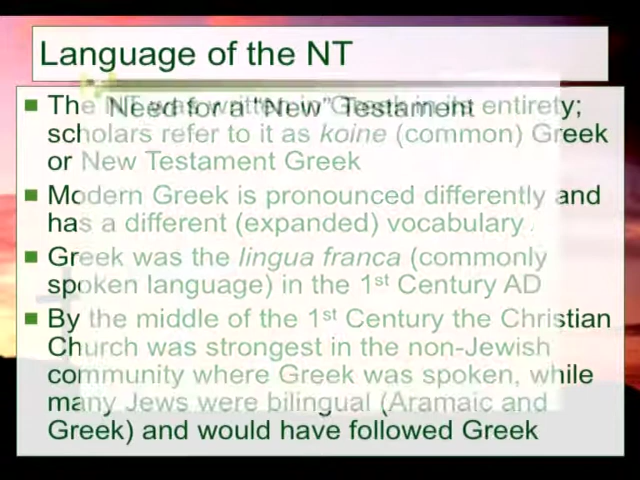 Language of the NT
Need for a "New" Testament
The NT was written in Greek in its entirety;
scholars refer to it as koine (common) Greek
or New Testament Greek
Modern Greek is pronounced differently and
has a different (expanded) vocabulary
Greek was the lingua franca (commonly
spoken language) in the 1st Century AD
By the middle of the 1st Century the Christian
Church was strongest in the non-Jewish
community where Greek was spoken, while
many Jews were bilingual (Aramaic and
Greek) and would have followed Greek